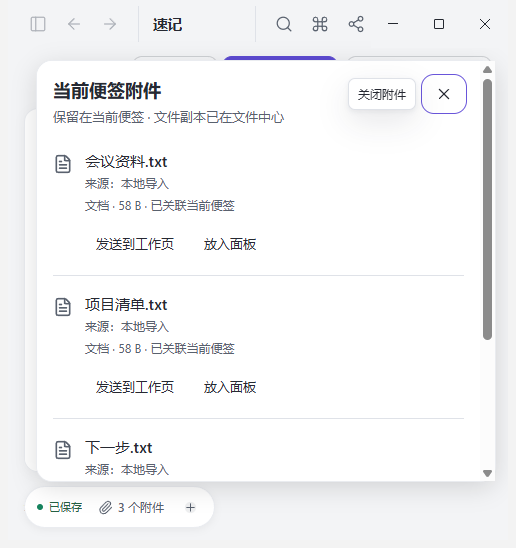 速记
当前便签附件
关闭附件
保留在当前便签 · 文件副本已在文件中心
会议资料.txt
来源：本地导入
文档 · 58 B · 已关联当前便签
发送到工作页 放入面板
项目清单.txt
来源：本地导入
文档 · 58 B · 已关联当前便签
发送到工作页 放入面板
下一步.txt
来源：本地导入
已保存 3 个附件